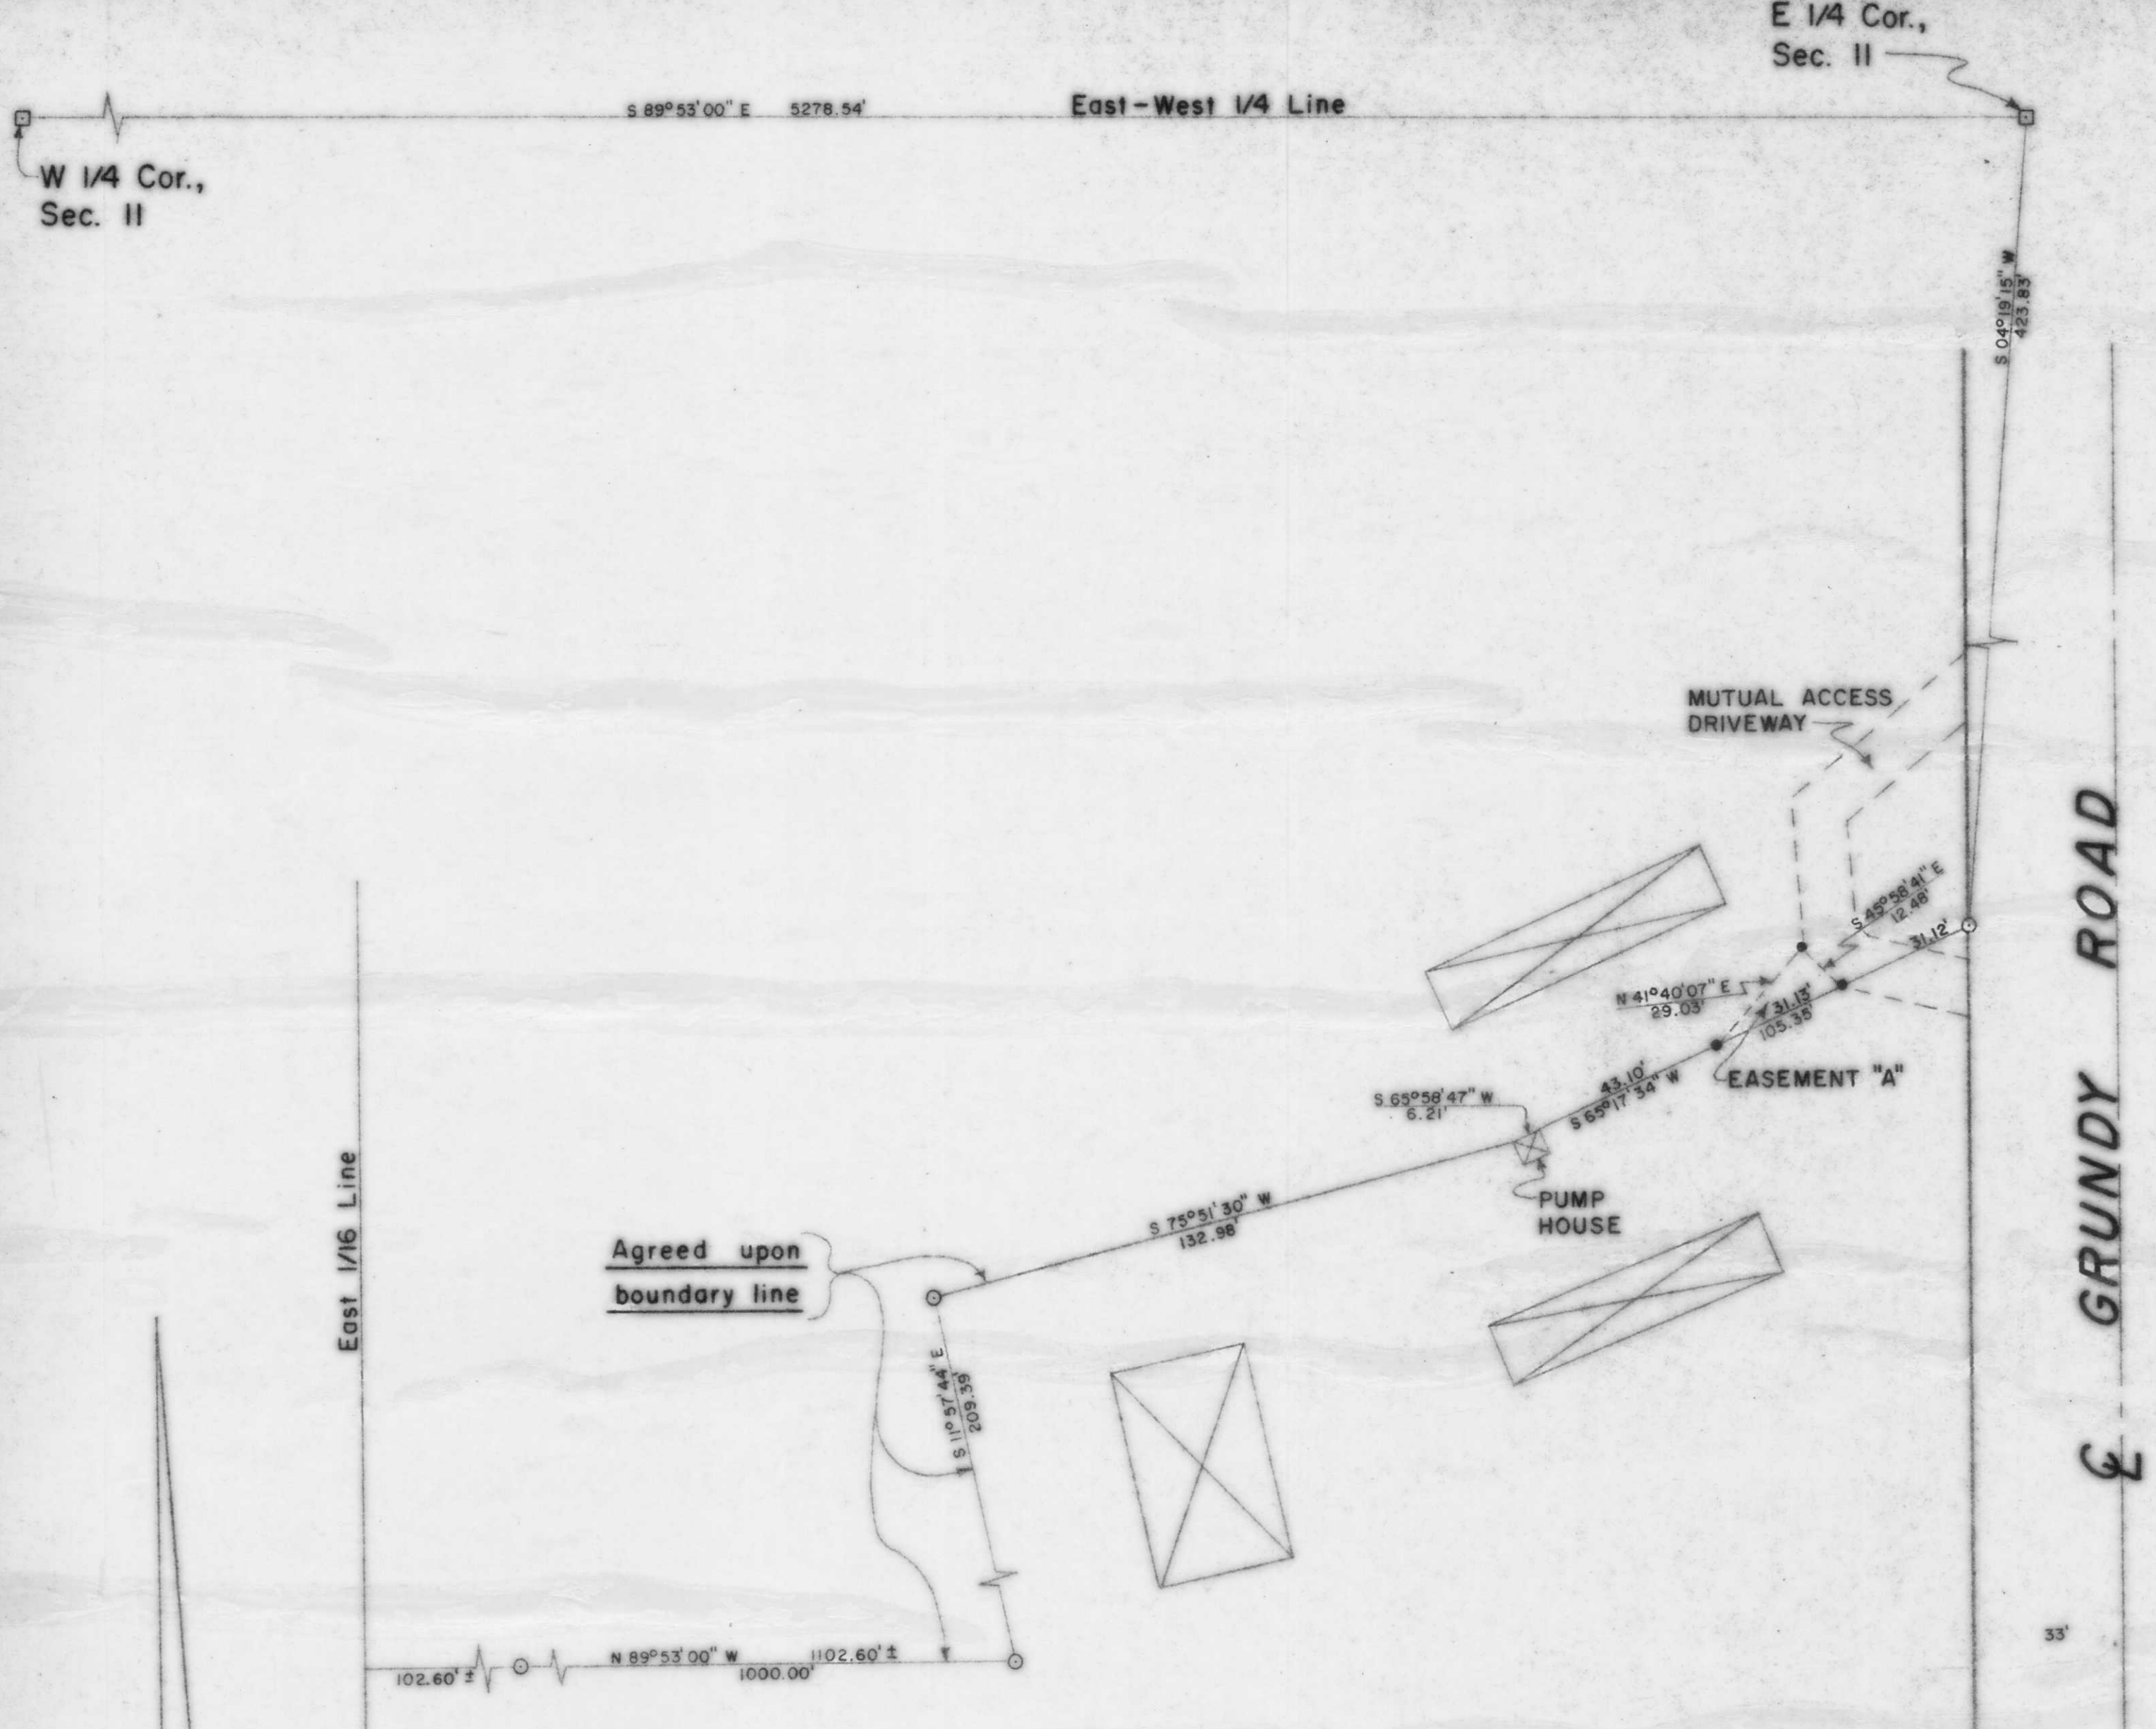 E 1/4 Cor.,
Sec. 11
S 89°53'00" E 5278.54' East-West 1/4 Line
W 1/4 Cor.,
Sec. 11
S 04°19'15" W
423.83'
MUTUAL ACCESS
DRIVEWAY
S 45°58'41" E
12.48'
31.12'
N 41°40'07" E
29.03'
31.13'
105.35'
EASEMENT "A"
43.10'
S 65°17'34" W
S 65°58'47" W
6.21'
PUMP
HOUSE
S 75°51'30" W
132.98'
Agreed upon
boundary line
East 1/16 Line
S 11°57'44" E
209.39'
℄ GRUNDY ROAD
33'
N 89°53'00" W 1102.60' ±
102.60' ± 1000.00'